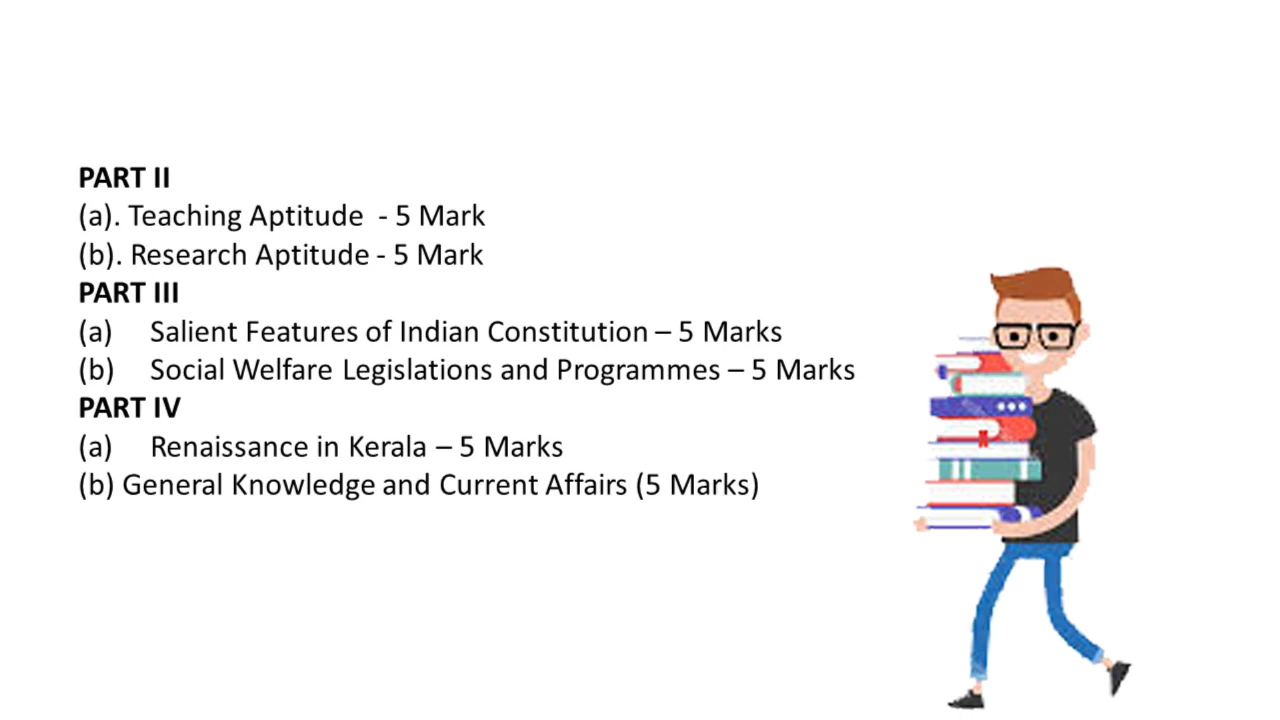 PART II
(a). Teaching Aptitude - 5 Mark
(b). Research Aptitude - 5 Mark
PART III
(a) Salient Features of Indian Constitution – 5 Marks
(b) Social Welfare Legislations and Programmes – 5 Marks
PART IV
(a) Renaissance in Kerala – 5 Marks
(b) General Knowledge and Current Affairs (5 Marks)